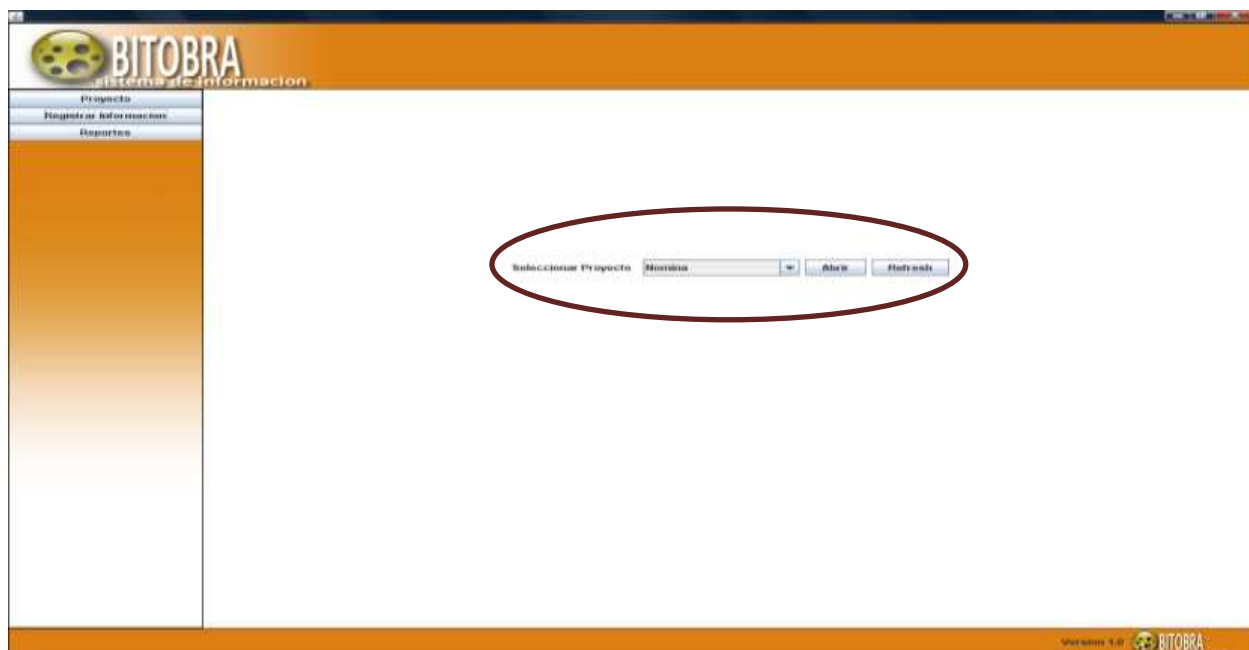 BITOBRA
sistema de informacion
Proyecto
Registrar Informacion
Reportes
Seleccionar Proyecto Nomina Abrir Refresh
Version 1.0 BITOBRA